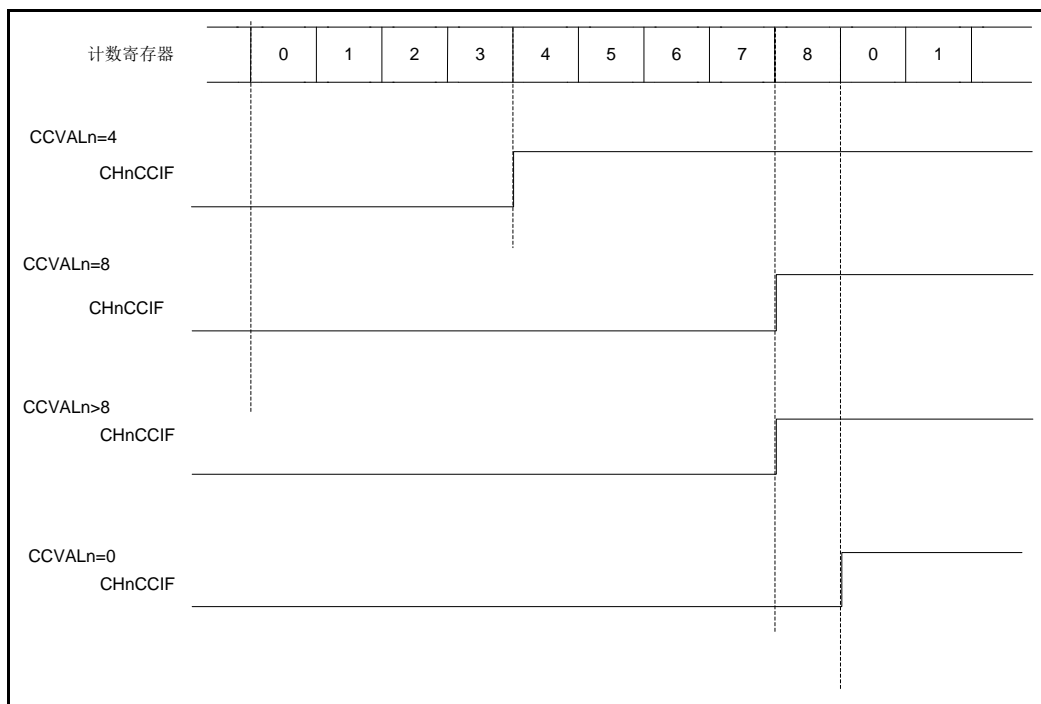 计数寄存器 0 1 2 3 4 5 6 7 8 0 1
CCVALn=4
CHnCCIF
CCVALn=8
CHnCCIF
CCVALn>8
CHnCCIF
CCVALn=0
CHnCCIF